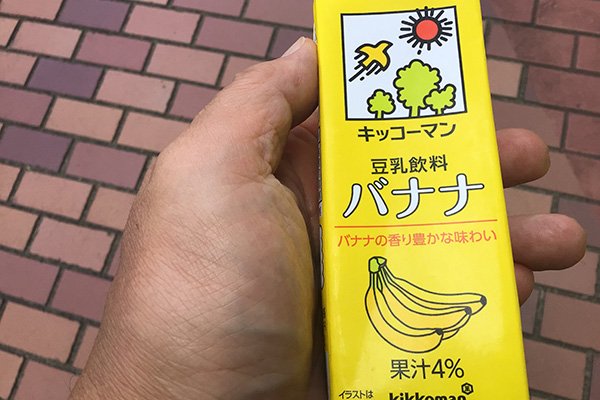 キッコーマン
豆乳飲料
バナナ
バナナの香り豊かな味わい
果汁4%
イラストは
kikkoman